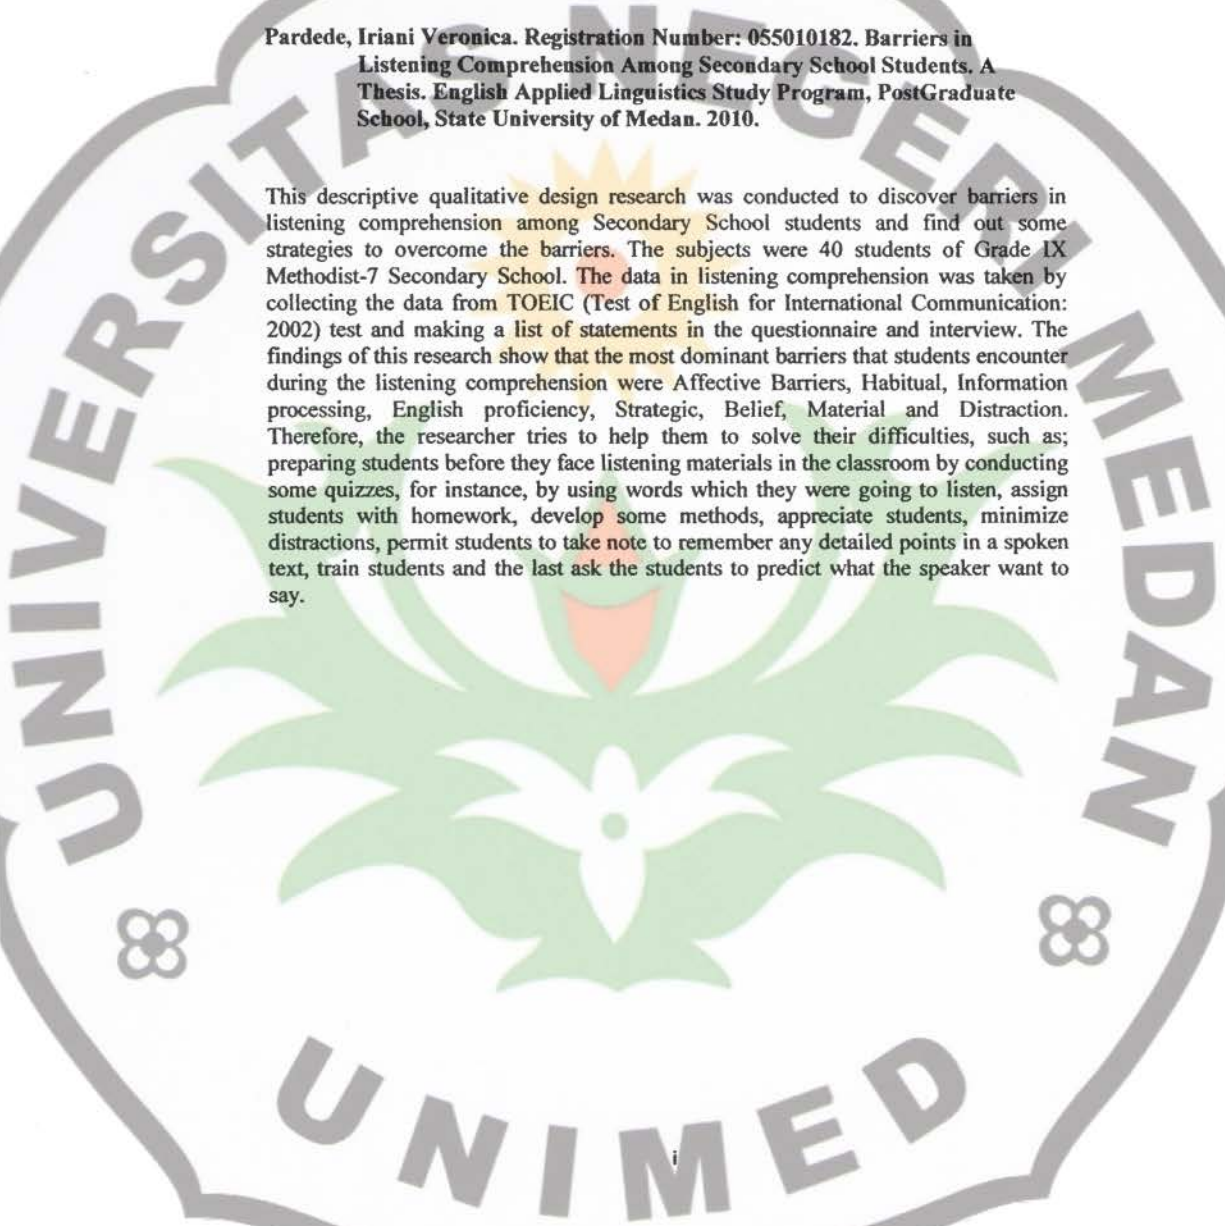 Pardede, Iriani Veronica. Registration Number: 055010182. Barriers in
Listening Comprehension Among Secondary School Students. A
Thesis. English Applied Linguistics Study Program, PostGraduate
School, State University of Medan. 2010.
This descriptive qualitative design research was conducted to discover barriers in
listening comprehension among Secondary School students and find out some
strategies to overcome the barriers. The subjects were 40 students of Grade IX
Methodist-7 Secondary School. The data in listening comprehension was taken by
collecting the data from TOEIC (Test of English for International Communication:
2002) test and making a list of statements in the questionnaire and interview. The
findings of this research show that the most dominant barriers that students encounter
during the listening comprehension were Affective Barriers, Habitual, Information
processing, English proficiency, Strategic, Belief, Material and Distraction.
Therefore, the researcher tries to help them to solve their difficulties, such as;
preparing students before they face listening materials in the classroom by conducting
some quizzes, for instance, by using words which they were going to listen, assign
students with homework, develop some methods, appreciate students, minimize
distractions, permit students to take note to remember any detailed points in a spoken
text, train students and the last ask the students to predict what the speaker want to
say.
i
UNIVERSITAS NEGERI MEDAN
UNIMED